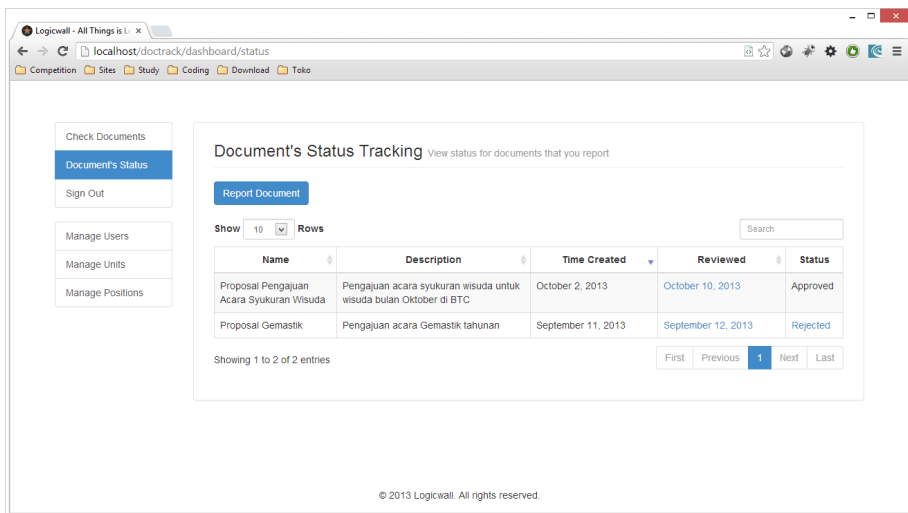 Logicwall - All Things is L
localhost/doctrack/dashboard/status
Competition Sites Study Coding Download Toko
Check Documents
Document's Status
Sign Out
Manage Users
Manage Units
Manage Positions
Document's Status Tracking View status for documents that you report
Report Document
Show 10 Rows
Search
Name Description Time Created Reviewed Status
Proposal Pengajuan
Acara Syukuran Wisuda
Pengajuan acara syukuran wisuda untuk
wisuda bulan Oktober di BTC
October 2, 2013
October 10, 2013
Approved
Proposal Gemastik
Pengajuan acara Gemastik tahunan
September 11, 2013
September 12, 2013
Rejected
Showing 1 to 2 of 2 entries
First Previous 1 Next Last
© 2013 Logicwall. All rights reserved.